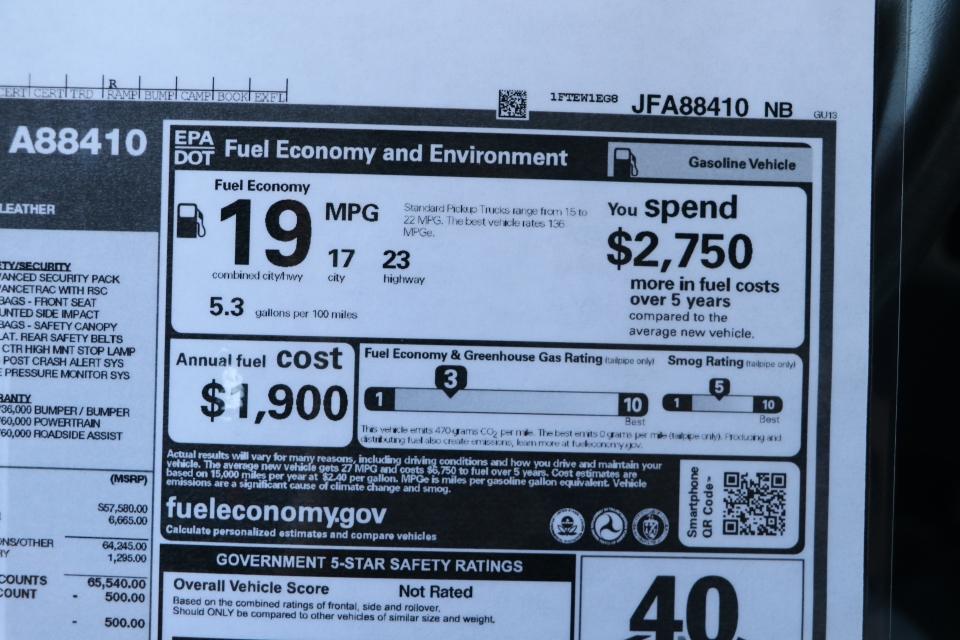 CERT CERT TRD R RAMP BUMP CAMP BOOK EXFL
1FTEW1EG8 JFA88410 NB
GU13
A88410
LEATHER
TY/SECURITY
ANCED SECURITY PACK
ANCETRAC WITH RSC
BAGS - FRONT SEAT
UNTED SIDE IMPACT
BAGS - SAFETY CANOPY
LAT. REAR SAFETY BELTS
CTR HIGH MNT STOP LAMP
POST CRASH ALERT SYS
E PRESSURE MONITOR SYS
RANTY
/36,000 BUMPER / BUMPER
/60,000 POWERTRAIN
/60,000 ROADSIDE ASSIST
(MSRP)
$57,580.00
6,665.00
NS/OTHER 64,245.00
RY 1,295.00
COUNTS 65,540.00
COUNT - 500.00
- 500.00
EPA
DOT
Fuel Economy and Environment
Gasoline Vehicle
Fuel Economy
19 MPG
combined city/hwy
17
city
23
highway
Standard Pickup Trucks range from 15 to
22 MPG. The best vehicle rates 136
MPGe.
5.3 gallons per 100 miles
You spend
$2,750
more in fuel costs
over 5 years
compared to the
average new vehicle.
Annual fuel cost
$1,900
Fuel Economy & Greenhouse Gas Rating (tailpipe only)
3
1 10
Best
Smog Rating (tailpipe only)
5
1 10
Best
This vehicle emits 470 grams CO2 per mile. The best emits 0 grams per mile (tailpipe only). Producing and
distributing fuel also create emissions, learn more at fueleconomy.gov.
Actual results will vary for many reasons, including driving conditions and how you drive and maintain your
vehicle. The average new vehicle gets 27 MPG and costs $6,750 to fuel over 5 years. Cost estimates are
based on 15,000 miles per year at $2.40 per gallon. MPGe is miles per gasoline gallon equivalent. Vehicle
emissions are a significant cause of climate change and smog.
fueleconomy.gov
Calculate personalized estimates and compare vehicles
Smartphone
QR Code™
GOVERNMENT 5-STAR SAFETY RATINGS
Overall Vehicle Score Not Rated
Based on the combined ratings of frontal, side and rollover.
Should ONLY be compared to other vehicles of similar size and weight.
40